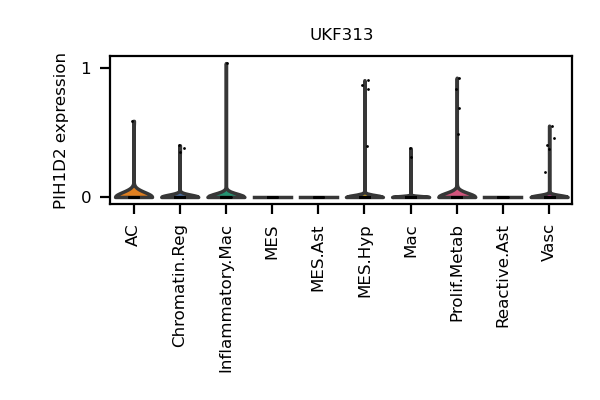 UKF313
PIH1D2 expression
1
0
AC
Chromatin.Reg
Inflammatory.Mac
MES
MES.Ast
MES.Hyp
Mac
Prolif.Metab
Reactive.Ast
Vasc